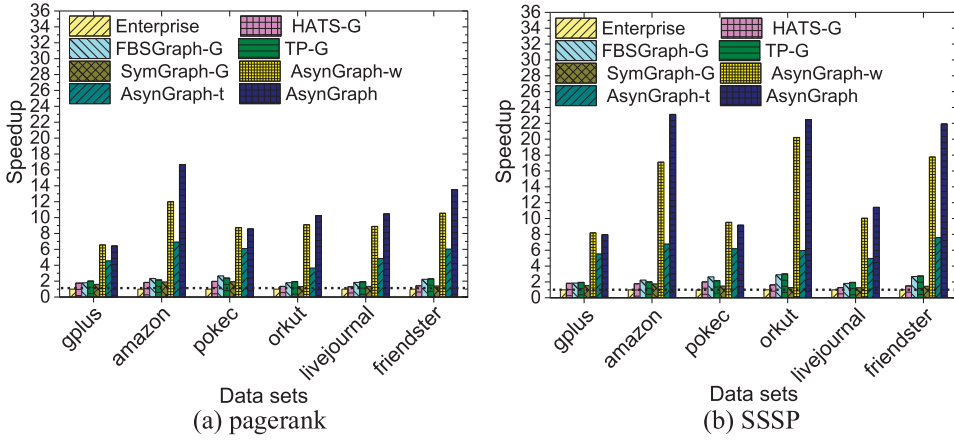 36
34
32
30
28
26
24
22
20
18
16
14
12
10
8
6
4
2
0
Speedup
Enterprise
HATS-G
FBSGraph-G
TP-G
SymGraph-G
AsynGraph-w
AsynGraph-t
AsynGraph
gplus
amazon
pokec
orkut
livejournal
friendster
Data sets
(a) pagerank
36
34
32
30
28
26
24
22
20
18
16
14
12
10
8
6
4
2
0
Speedup
Enterprise
HATS-G
FBSGraph-G
TP-G
SymGraph-G
AsynGraph-w
AsynGraph-t
AsynGraph
gplus
amazon
pokec
orkut
livejournal
friendster
Data sets
(b) SSSP